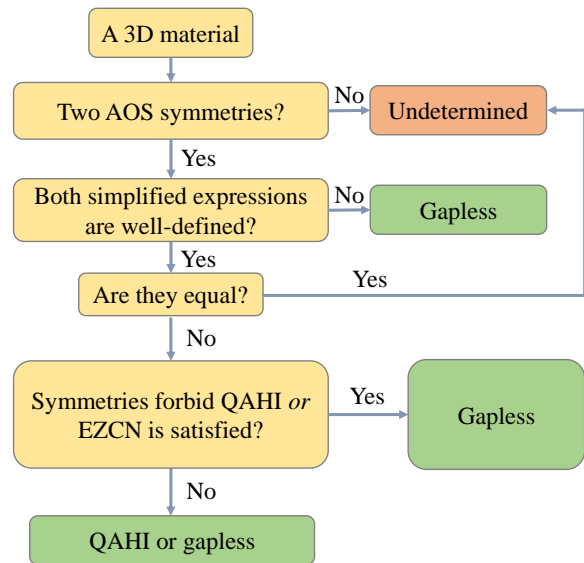 A 3D material
Two AOS symmetries?
No
Undetermined
Yes
Both simplified expressions
are well-defined?
No
Gapless
Yes
Are they equal?
Yes
No
Symmetries forbid QAHI or
EZCN is satisfied?
Yes
Gapless
No
QAHI or gapless